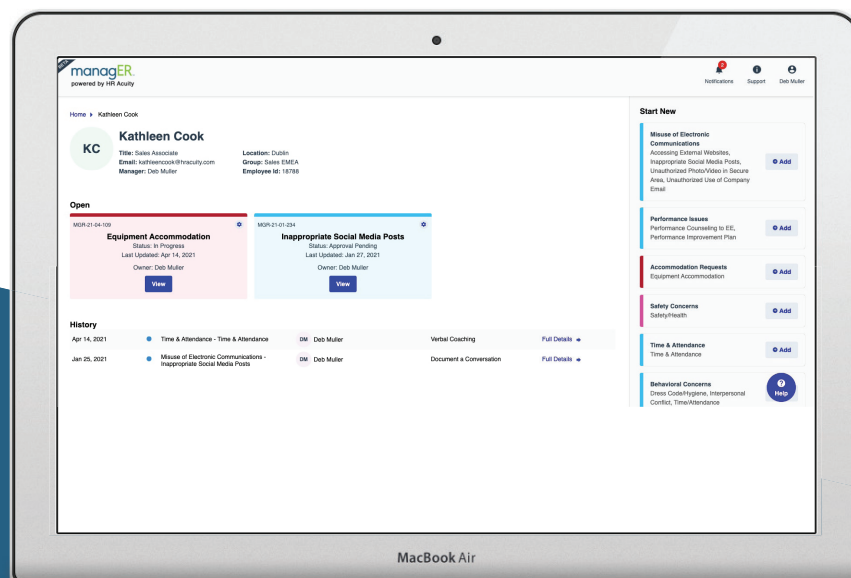 BETA
managER.
powered by HR Acuity
2
Notifications
Support
Deb Muller
Home Kathleen Cook
KC
Kathleen Cook
Title: Sales Associate
Email: kathleencook@hracuity.com
Manager: Deb Muller
Location: Dublin
Group: Sales EMEA
Employee Id: 18788
Open
MGR-21-04-109
Equipment Accommodation
Status: In Progress
Last Updated: Apr 14, 2021
Owner: Deb Muller
View
MGR-21-01-234
Inappropriate Social Media Posts
Status: Approval Pending
Last Updated: Jan 27, 2021
Owner: Deb Muller
View
History
Apr 14, 2021 Time & Attendance - Time & Attendance DM Deb Muller Verbal Coaching Full Details
Jan 25, 2021 Misuse of Electronic Communications -
Inappropriate Social Media Posts
DM Deb Muller Document a Conversation Full Details
Start New
Misuse of Electronic
Communications
Accessing External Websites,
Inappropriate Social Media Posts,
Unauthorized Photo/Video in Secure
Area, Unauthorized Use of Company
Email
Add
Performance Issues
Performance Counseling to EE,
Performance Improvement Plan
Add
Accommodation Requests
Equipment Accommodation
Add
Safety Concerns
Safety/Health
Add
Time & Attendance
Time & Attendance
Add
Behavioral Concerns
Dress Code/Hygiene, Interpersonal
Conflict, Time/Attendance
?
Help
MacBook Air